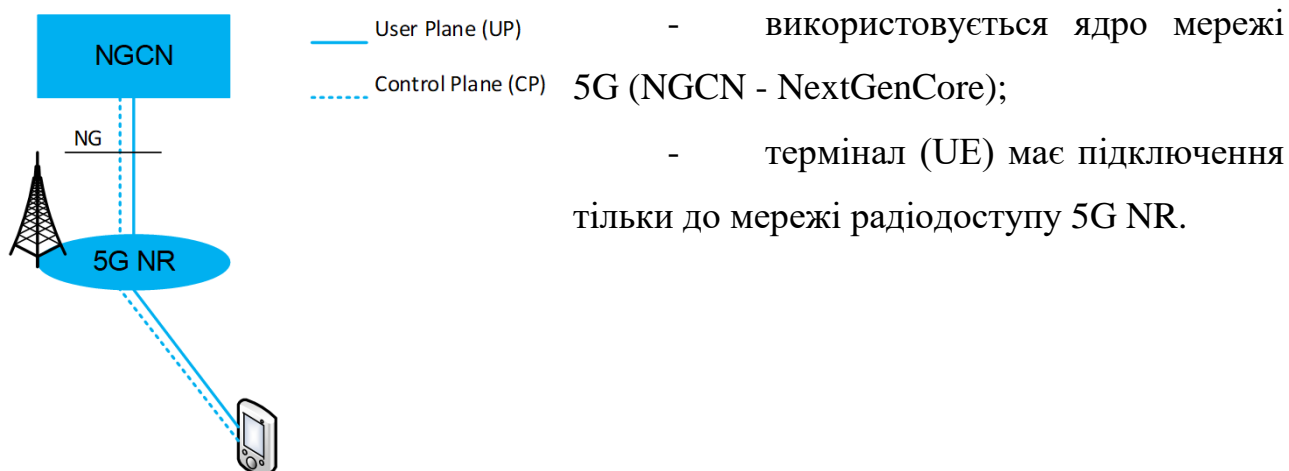 NGCN
NG
5G NR
User Plane (UP)
Control Plane (CP)
- використовується ядро мережі
5G (NGCN - NextGenCore);
- термінал (UE) має підключення
тільки до мережі радіодоступу 5G NR.